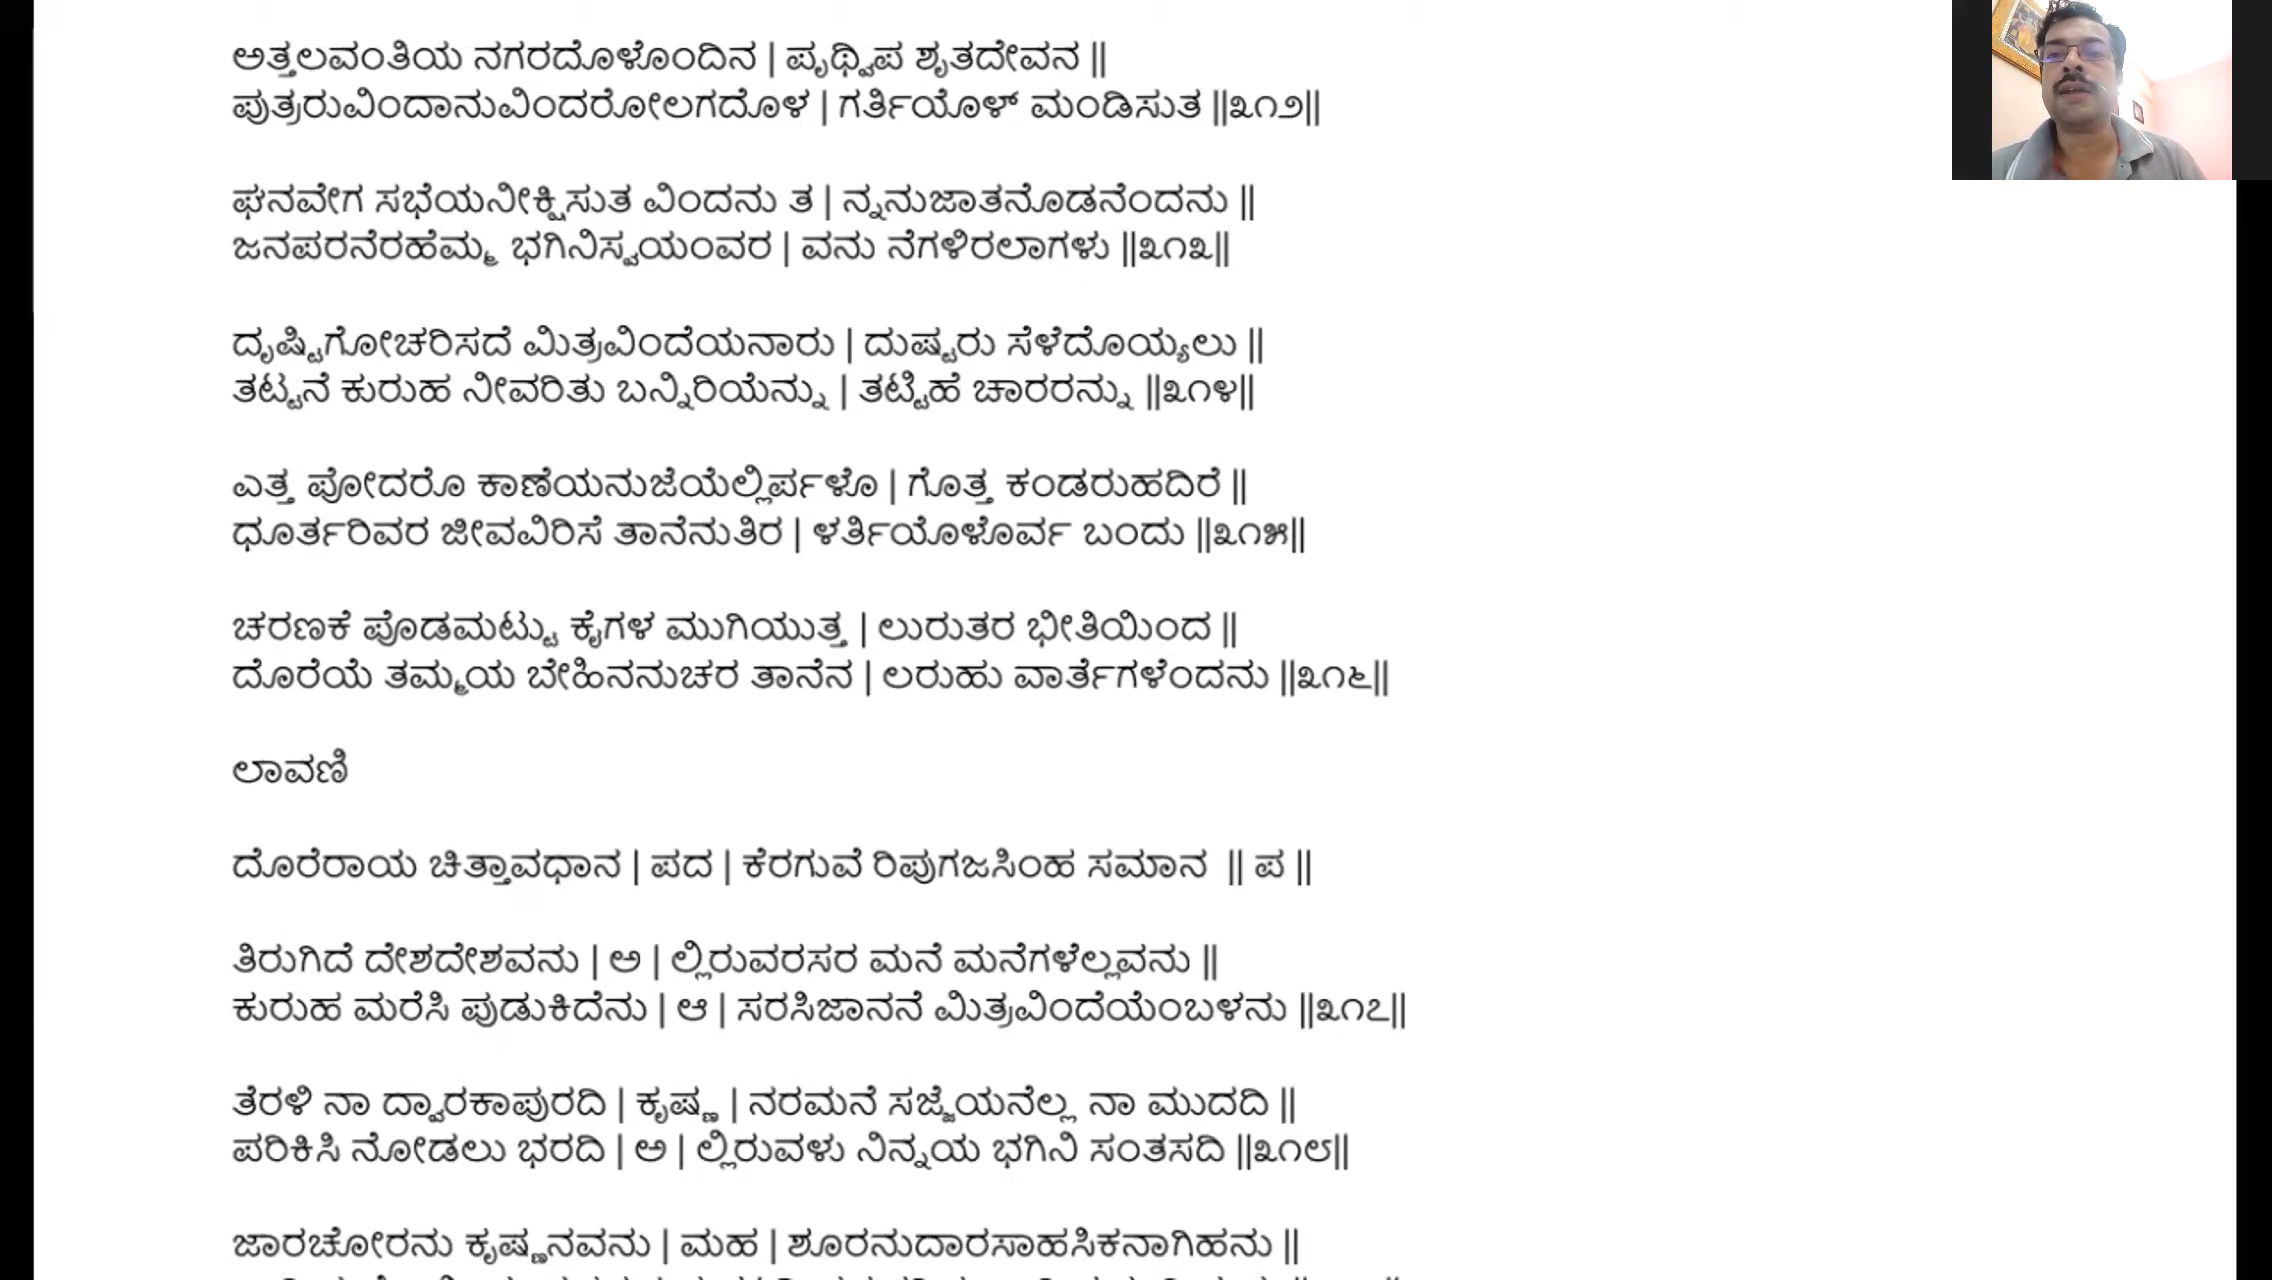 ಅತ್ತಲವಂತಿಯ ನಗರದೊಳೊಂದಿನ | ಪೃಥ್ವಿಪ ಶೃತದೇವನ ||
ಪುತ್ರರುವಿಂದಾನುವಿಂದರೋಲಗದೊಳ | ಗರ್ತಿಯೊಳ್ ಮಂಡಿಸುತ ||೩೧೨||
ಘನವೇಗ ಸಭೆಯನೀಕ್ಷಿಸುತ ವಿಂದನು ತ | ನ್ನನುಜಾತನೊಡನೆಂದನು ||
ಜನಪರನೆರಹೆಮ್ಮ ಭಗಿನಿಸ್ವಯಂವರ | ವನು ನೆಗಳಿರಲಾಗಳು ||೩೧೩||
ದೃಷ್ಟಿಗೋಚರಿಸದೆ ಮಿತ್ರವಿಂದೆಯನಾರು | ದುಷ್ಟರು ಸೆಳೆದೊಯ್ಯಲು ||
ತಟ್ಟನೆ ಕುರುಹ ನೀವರಿತು ಬನ್ನಿರಿಯೆನ್ನು | ತಟ್ಟಿಹೆ ಚಾರರನ್ನು ||೩೧೪||
ಎತ್ತ ಪೋದರೊ ಕಾಣೆಯನುಜೆಯೆಲ್ಲಿರ್ಪಳೊ | ಗೊತ್ತ ಕಂಡರುಹದಿರೆ ||
ಧೂರ್ತರಿವರ ಜೀವವಿರಿಸೆ ತಾನೆನುತಿರ | ಳರ್ತಿಯೊಳೊರ್ವ ಬಂದು ||೩೧೫||
ಚರಣಕೆ ಪೊಡಮಟ್ಟು ಕೈಗಳ ಮುಗಿಯುತ್ತ | ಲುರುತರ ಭೀತಿಯಿಂದ ||
ದೊರೆಯೆ ತಮ್ಮಯ ಬೇಹಿನನುಚರ ತಾನೆನ | ಲರುಹು ವಾರ್ತೆಗಳೆಂದನು ||೩೧೬||
ಲಾವಣಿ
ದೊರೆರಾಯ ಚಿತ್ತಾವಧಾನ | ಪದ | ಕೆರಗುವೆ ರಿಪುಗಜಸಿಂಹ ಸಮಾನ || ಪ ||
ತಿರುಗಿದೆ ದೇಶದೇಶವನು | ಅ | ಲ್ಲಿರುವರಸರ ಮನೆ ಮನೆಗಳೆಲ್ಲವನು ||
ಕುರುಹ ಮರೆಸಿ ಪುಡುಕಿದೆನು | ಆ | ಸರಸಿಜಾನನೆ ಮಿತ್ರವಿಂದೆಯೆಂಬಳನು ||೩೧೭||
ತೆರಳಿ ನಾ ದ್ವಾರಕಾಪುರದಿ | ಕೃಷ್ಣ | ನರಮನೆ ಸಜ್ಜೆಯನೆಲ್ಲ ನಾ ಮುದದಿ ||
ಪರಿಕಿಸಿ ನೋಡಲು ಭರದಿ | ಅ | ಲ್ಲಿರುವಳು ನಿನ್ನಯ ಭಗಿನಿ ಸಂತಸದಿ ||೩೧೮||
ಜಾರಚೋರನು ಕೃಷ್ಣನವನು | ಮಹ | ಶೂರನುದಾರಸಾಹಸಿಕನಾಗಿಹನು ||